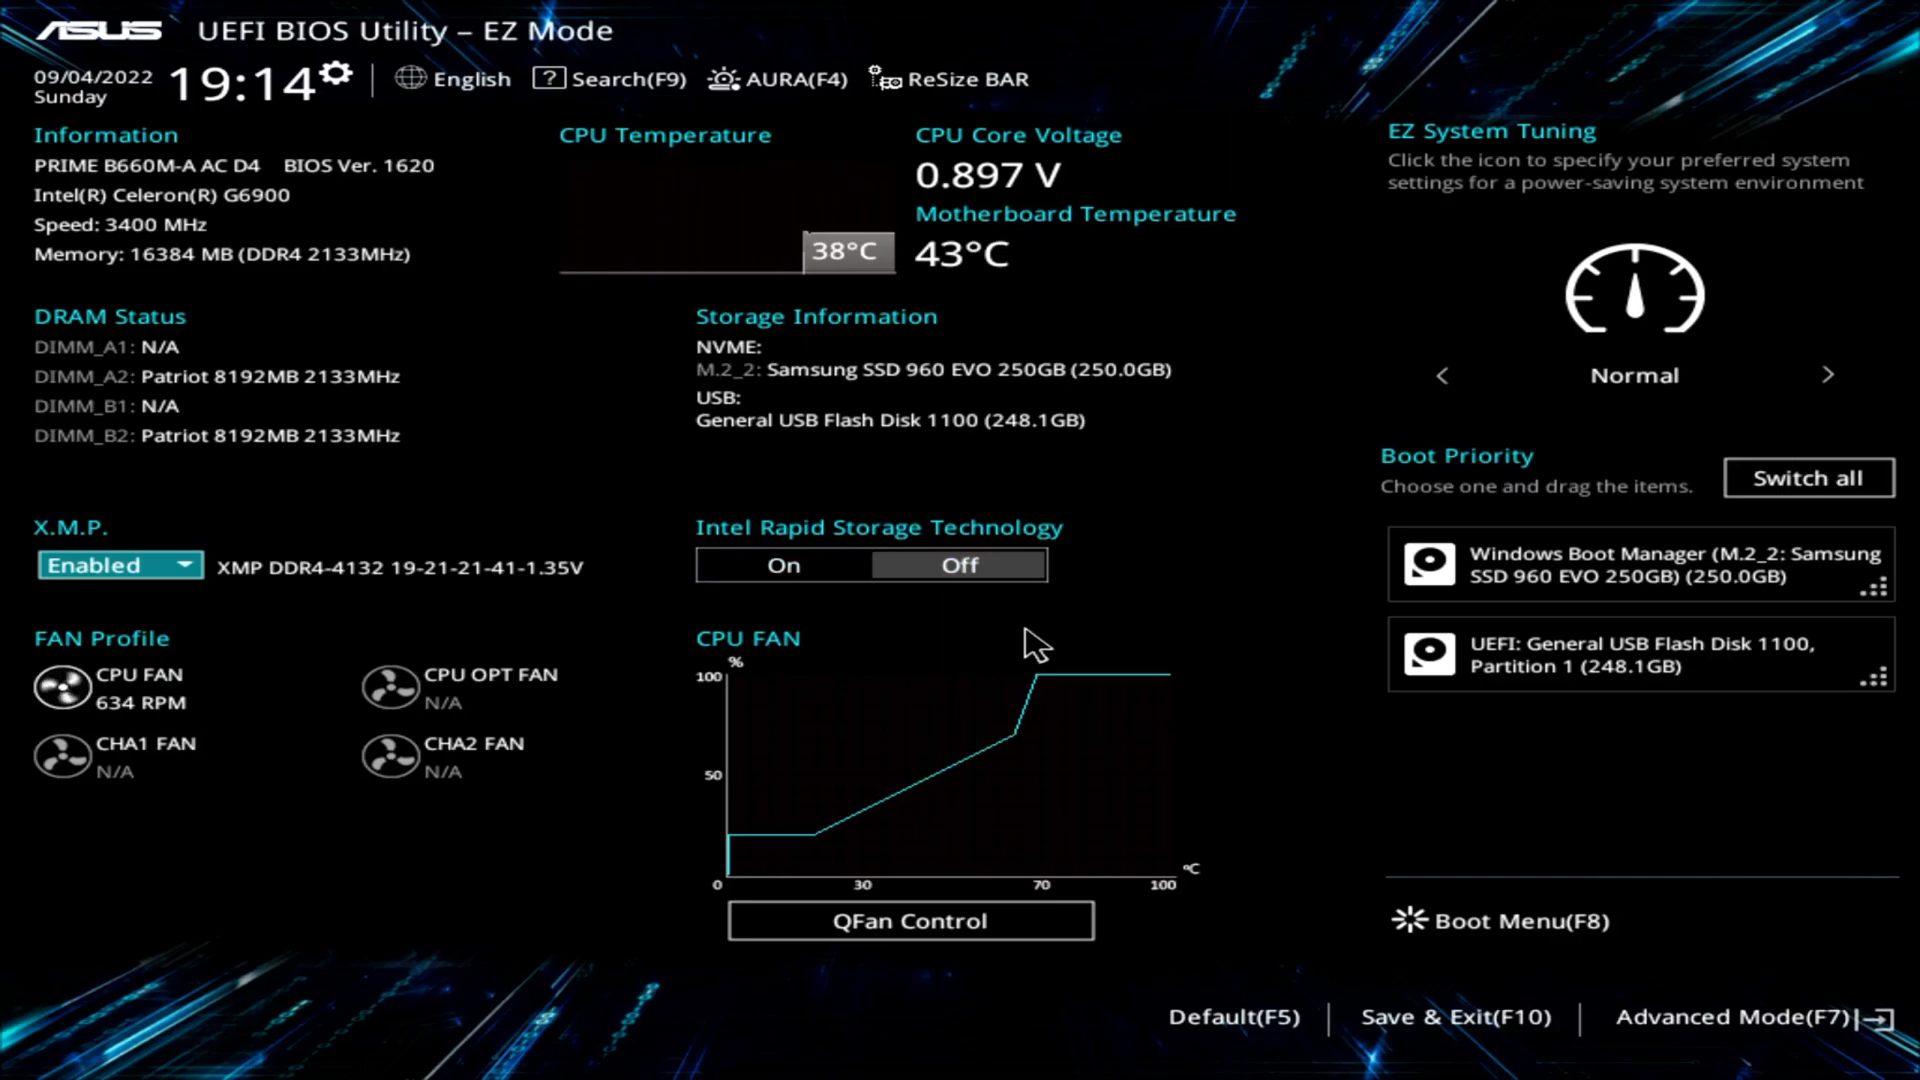 ASUS UEFI BIOS Utility – EZ Mode
09/04/2022
Sunday
19:14
English
Search(F9)
AURA(F4)
ReSize BAR
Information
PRIME B660M-A AC D4 BIOS Ver. 1620
Intel(R) Celeron(R) G6900
Speed: 3400 MHz
Memory: 16384 MB (DDR4 2133MHz)
CPU Temperature
38°C
CPU Core Voltage
0.897 V
Motherboard Temperature
43°C
EZ System Tuning
Click the icon to specify your preferred system
settings for a power-saving system environment
Normal
DRAM Status
DIMM_A1: N/A
DIMM_A2: Patriot 8192MB 2133MHz
DIMM_B1: N/A
DIMM_B2: Patriot 8192MB 2133MHz
Storage Information
NVME:
M.2_2: Samsung SSD 960 EVO 250GB (250.0GB)
USB:
General USB Flash Disk 1100 (248.1GB)
Boot Priority
Choose one and drag the items.
Switch all
Windows Boot Manager (M.2_2: Samsung
SSD 960 EVO 250GB) (250.0GB)
UEFI: General USB Flash Disk 1100,
Partition 1 (248.1GB)
X.M.P.
Enabled
XMP DDR4-4132 19-21-21-41-1.35V
Intel Rapid Storage Technology
On
Off
FAN Profile
CPU FAN
634 RPM
CPU OPT FAN
N/A
CHA1 FAN
N/A
CHA2 FAN
N/A
CPU FAN
%
100
50
0
30
70
100
°C
QFan Control
Boot Menu(F8)
Default(F5)
Save & Exit(F10)
Advanced Mode(F7)